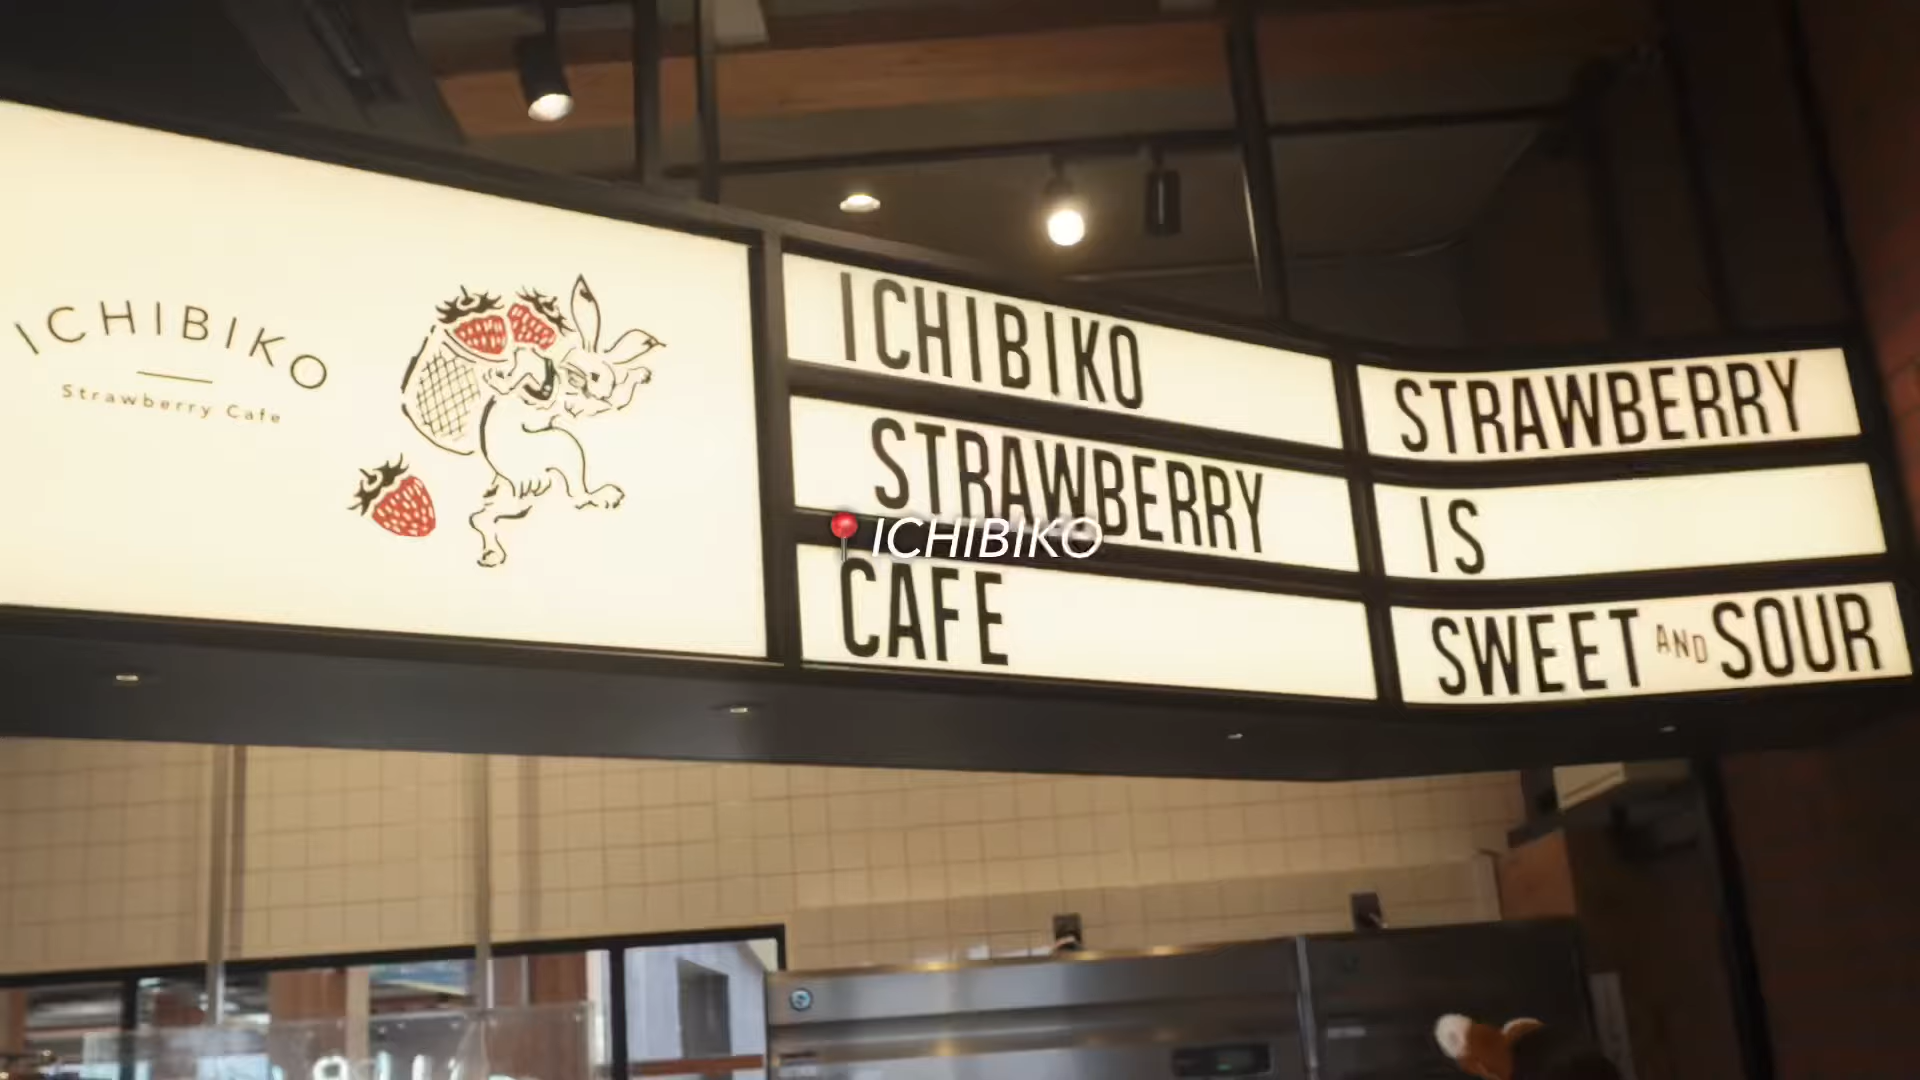 ICHIBIKO
Strawberry Cafe
ICHIBIKO
STRAWBERRY
CAFE
STRAWBERRY
IS
SWEET AND SOUR
📍ICHIBIKO